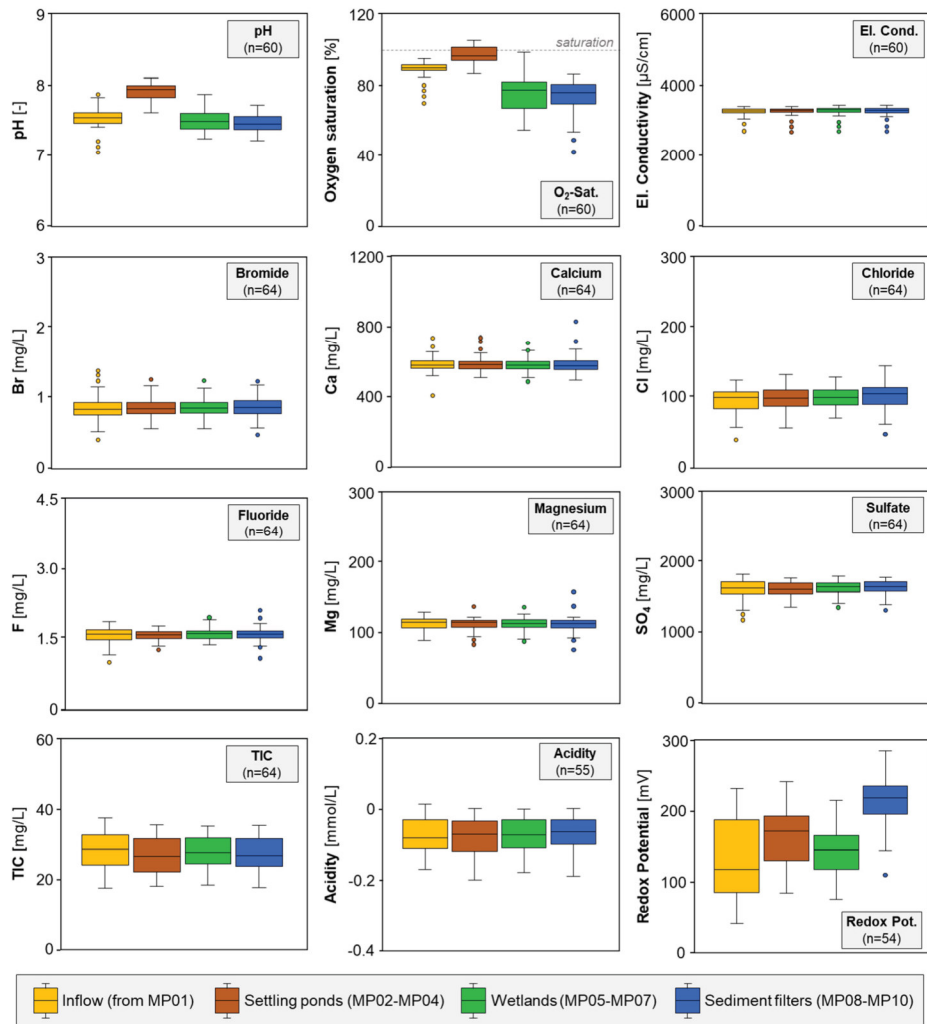 9
8
7
6
pH [-]
pH
(n=60)
120
80
40
0
Oxygen saturation [%]
saturation
O₂-Sat.
(n=60)
6000
4000
2000
0
El. Conductivity [µS/cm]
El. Cond.
(n=60)
3
2
1
0
Br [mg/L]
Bromide
(n=64)
1200
800
400
0
Ca [mg/L]
Calcium
(n=64)
300
200
100
0
Cl [mg/L]
Chloride
(n=64)
4.5
3.0
1.5
0
F [mg/L]
Fluoride
(n=64)
300
200
100
0
Mg [mg/L]
Magnesium
(n=64)
3000
2000
1000
0
SO₄ [mg/L]
Sulfate
(n=64)
60
40
20
0
TIC [mg/L]
TIC
(n=64)
0.2
0
-0.2
-0.4
Acidity [mmol/L]
Acidity
(n=55)
300
200
100
0
Redox Potential [mV]
Redox Pot.
(n=54)
Inflow (from MP01) Settling ponds (MP02-MP04) Wetlands (MP05-MP07) Sediment filters (MP08-MP10)